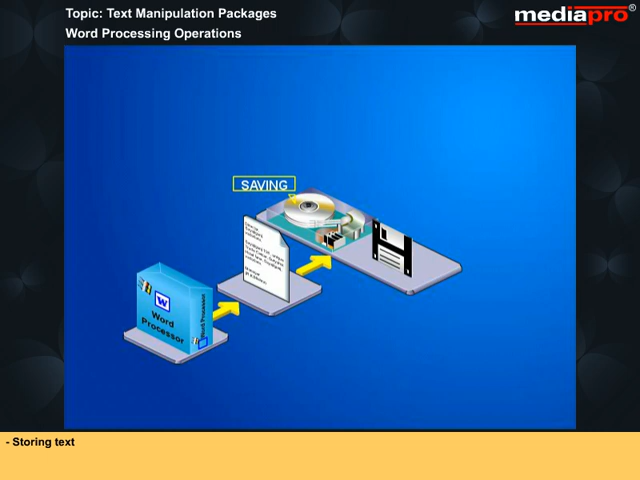 Topic: Text Manipulation Packages
mediapro®
Word Processing Operations
SAVING
W
Word
Processor
Word Processor
- Storing text